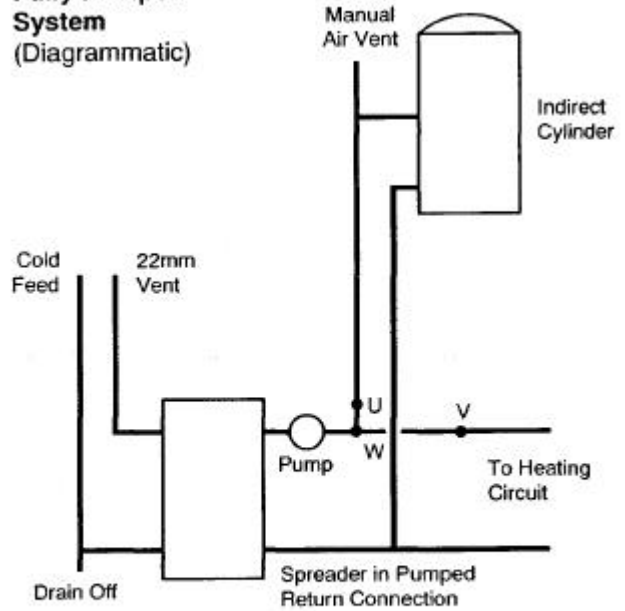 System
(Diagrammatic)
Manual
Air Vent
Indirect
Cylinder
Cold
Feed
22mm
Vent
U
V
W
Pump
To Heating
Circuit
Drain Off
Spreader in Pumped
Return Connection